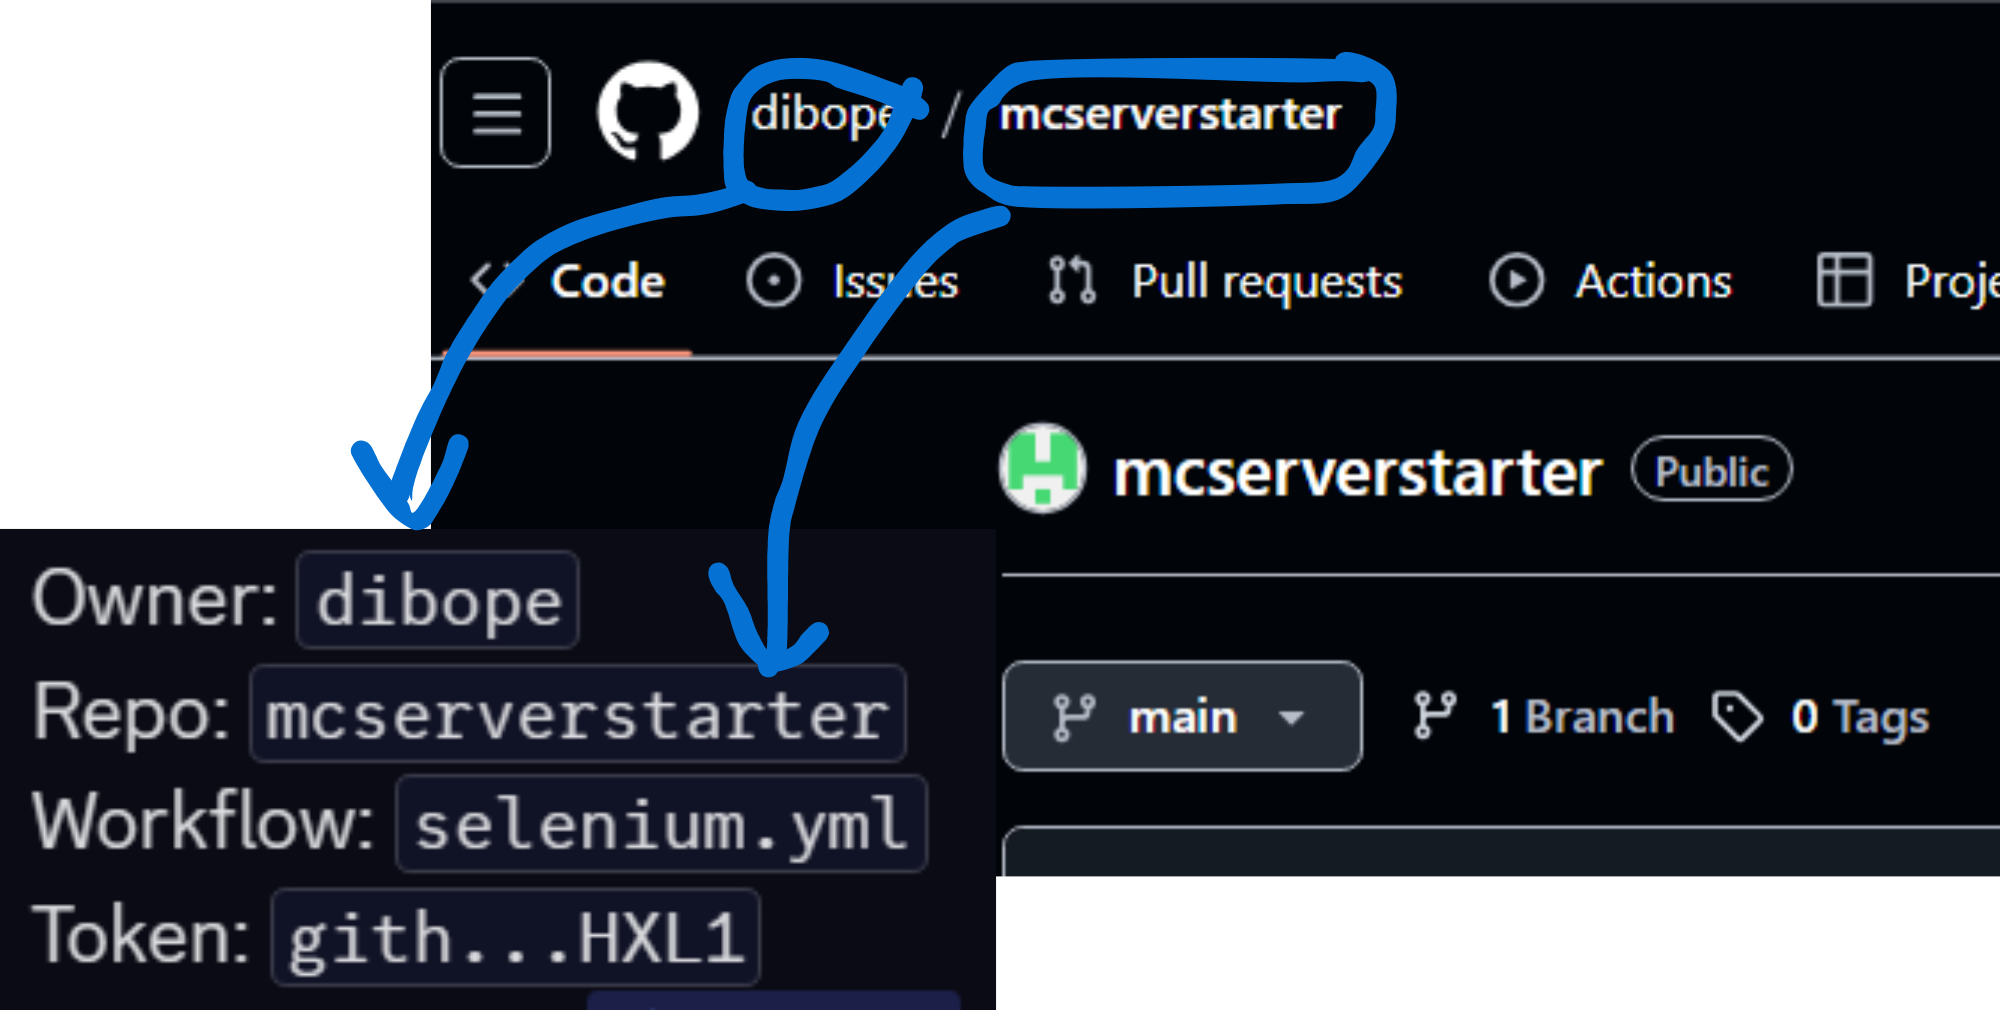 dibope / mcserverstarter
Code Issues Pull requests Actions Proje
mcserverstarter Public
main 1 Branch 0 Tags
Owner: dibope
Repo: mcserverstarter
Workflow: selenium.yml
Token: gith...HXL1